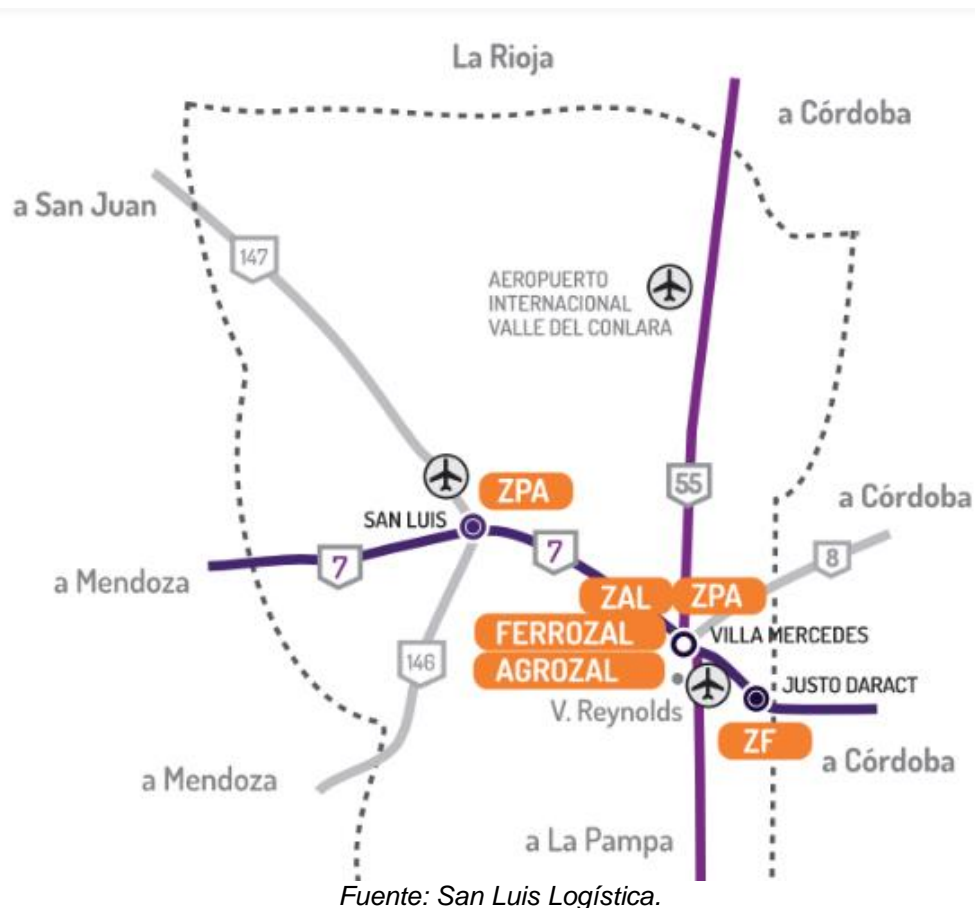 La Rioja
a Córdoba
a San Juan
147
AEROPUERTO
INTERNACIONAL
VALLE DEL CONLARA
ZPA
55
a Córdoba
SAN LUIS
7
7
8
a Mendoza
ZAL
ZPA
FERROZAL
VILLA MERCEDES
146
AGROZAL
JUSTO DARACT
V. Reynolds
ZF
a Córdoba
a Mendoza
a La Pampa
Fuente: San Luis Logística.